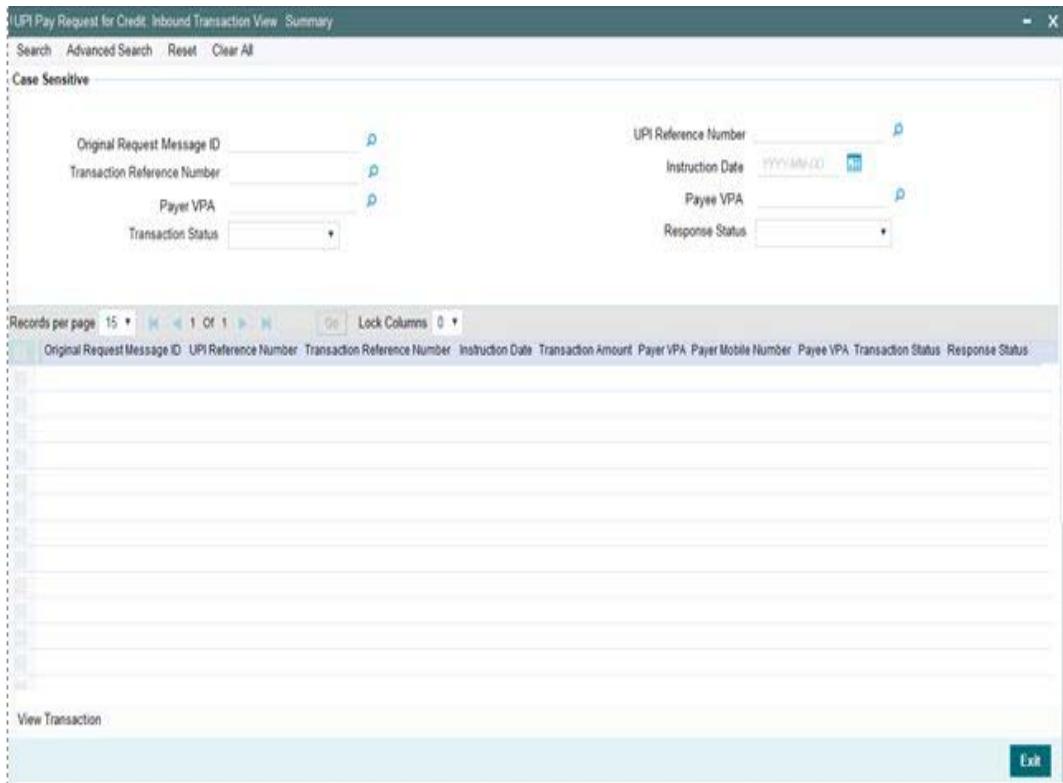 UPI Pay Request for Credit Inbound Transaction View Summary
Search Advanced Search Reset Clear All
Case Sensitive
Original Request Message ID
UPI Reference Number
Transaction Reference Number
Instruction Date YYYY-MM-DD
Payer VPA
Payee VPA
Transaction Status
Response Status
Records per page 15 1 Of 1 Go Lock Columns 0
Original Request Message ID UPI Reference Number Transaction Reference Number Instruction Date Transaction Amount Payer VPA Payer Mobile Number Payee VPA Transaction Status Response Status
View Transaction
Exit